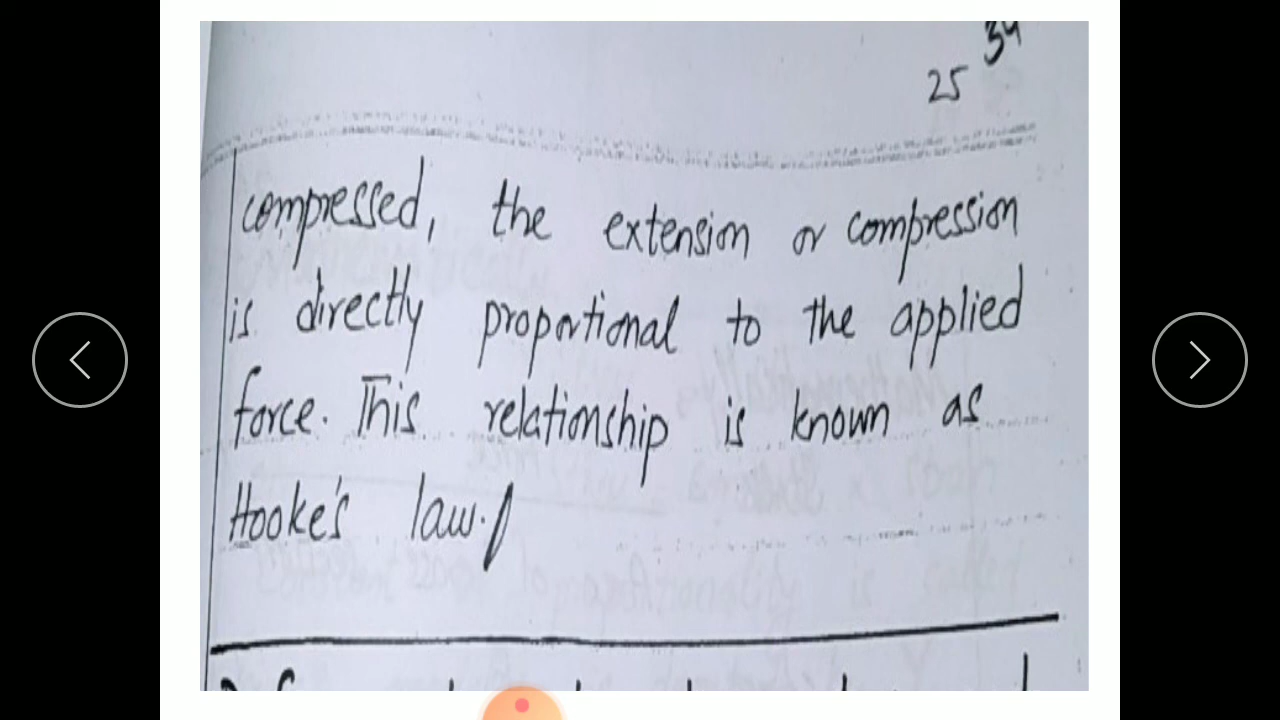 34
25
compressed, the extension or compression
is directly proportional to the applied
force. This relationship is known as
Hooke's law.